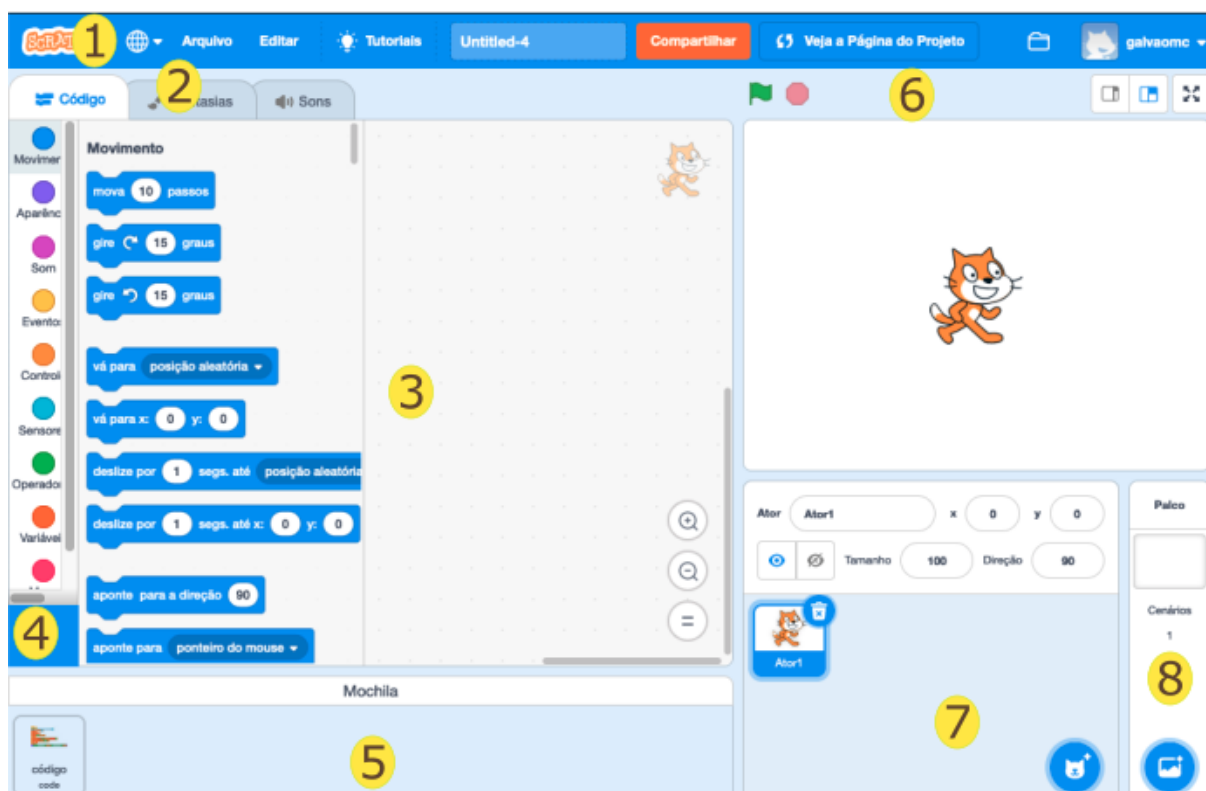 1 Arquivo Editar Tutoriais Untitled-4 Compartilhar Veja a Página do Projeto galvaomc
Código 2 Sons 6
Movimento
mova 10 passos
gire 15 graus
gire 15 graus
vá para posição aleatória
vá para x: 0 y: 0
deslize por 1 segs. até posição aleatória
deslize por 1 segs. até x: 0 y: 0
aponte para a direção 90
aponte para ponteiro do mouse
Som
3
4
Mochila
código
code
5
Ator Ator1 x 0 y 0
Tamanho 100 Direção 90
Ator1
7
Palco
Cenários
1
8